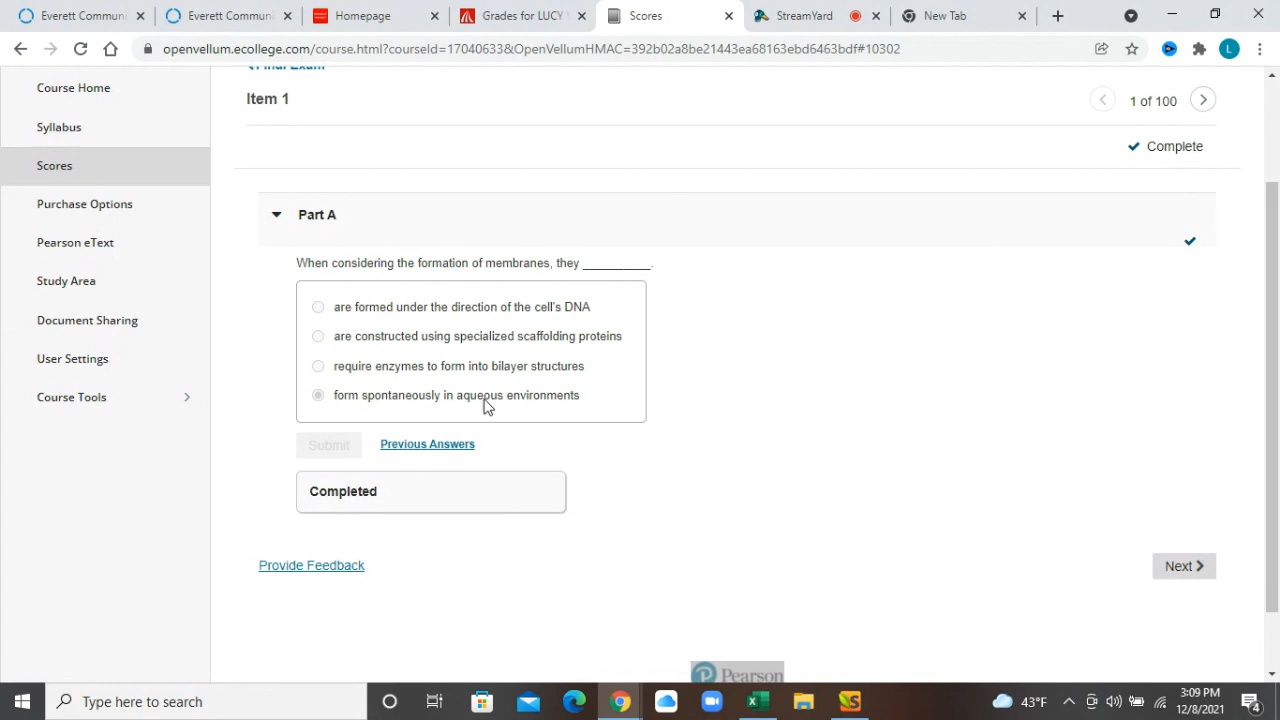 Everett Commun
Everett Commun
Homepage
Grades for LUCY W
Scores
StreamYard
New Tab
openvellum.ecollege.com/course.html?courseId=17040633&OpenVellumHMAC=392b02a8be21443ea68163ebd6463bdf#10302
L
Course Home
Syllabus
Scores
Purchase Options
Pearson eText
Study Area
Document Sharing
User Settings
Course Tools
Final Exam
Item 1
1 of 100
Complete
Part A
When considering the formation of membranes, they __________.
are formed under the direction of the cell's DNA
are constructed using specialized scaffolding proteins
require enzymes to form into bilayer structures
form spontaneously in aqueous environments
Submit
Previous Answers
Completed
Provide Feedback
Next
Pearson
Type here to search
43°F
3:09 PM
12/8/2021
4